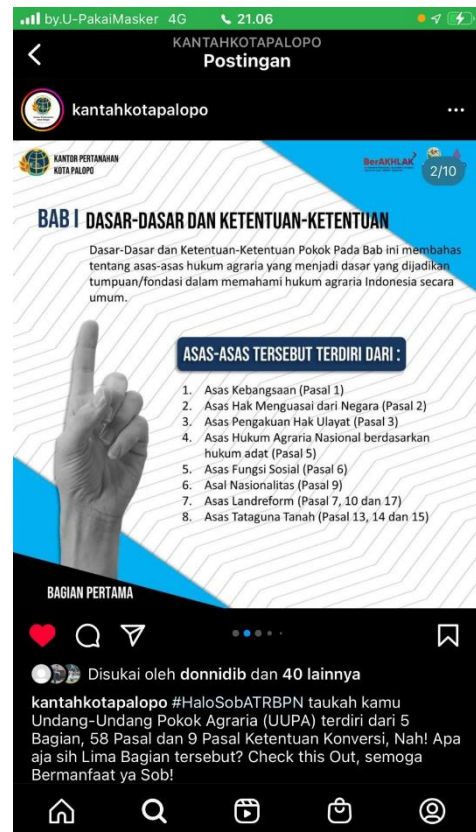 by.U-PakaiMasker 4G 21.06
KANTAHKOTAPALOPO
Postingan
kantahkotapalopo
KANTOR PERTANAHAN
KOTA PALOPO
BerAKHLAK
2/10
BAB I DASAR-DASAR DAN KETENTUAN-KETENTUAN
Dasar-Dasar dan Ketentuan-Ketentuan Pokok Pada Bab ini membahas
tentang asas-asas hukum agraria yang menjadi dasar yang dijadikan
tumpuan/fondasi dalam memahami hukum agraria Indonesia secara
umum.
ASAS-ASAS TERSEBUT TERDIRI DARI :
1. Asas Kebangsaan (Pasal 1)
2. Asas Hak Menguasai dari Negara (Pasal 2)
3. Asas Pengakuan Hak Ulayat (Pasal 3)
4. Asas Hukum Agraria Nasional berdasarkan
hukum adat (Pasal 5)
5. Asas Fungsi Sosial (Pasal 6)
6. Asal Nasionalitas (Pasal 9)
7. Asas Landreform (Pasal 7, 10 dan 17)
8. Asas Tataguna Tanah (Pasal 13, 14 dan 15)
BAGIAN PERTAMA
Disukai oleh donnidib dan 40 lainnya
kantahkotapalopo #HaloSobATRBPN taukah kamu
Undang-Undang Pokok Agraria (UUPA) terdiri dari 5
Bagian, 58 Pasal dan 9 Pasal Ketentuan Konversi, Nah! Apa
aja sih Lima Bagian tersebut? Check this Out, semoga
Bermanfaat ya Sob!